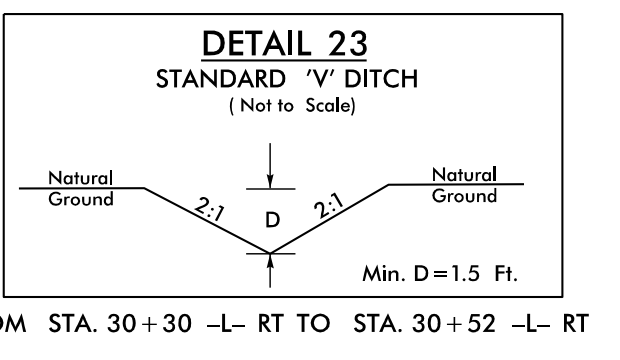 DETAIL 23
STANDARD 'V' DITCH
( Not to Scale)
Natural
Ground
2:1
D
2:1
Natural
Ground
Min. D=1.5 Ft.
STA. 30+30 -L- RT TO STA. 30+52 -L- RT